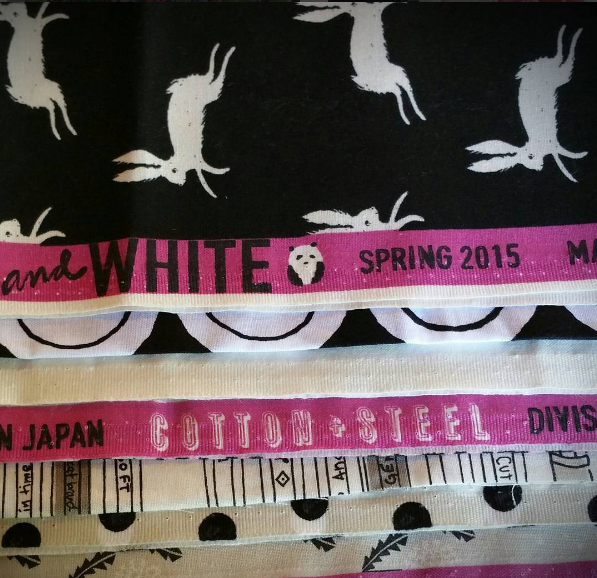 and WHITE SPRING 2015 MA
N JAPAN COTTON + STEEL DIVIS